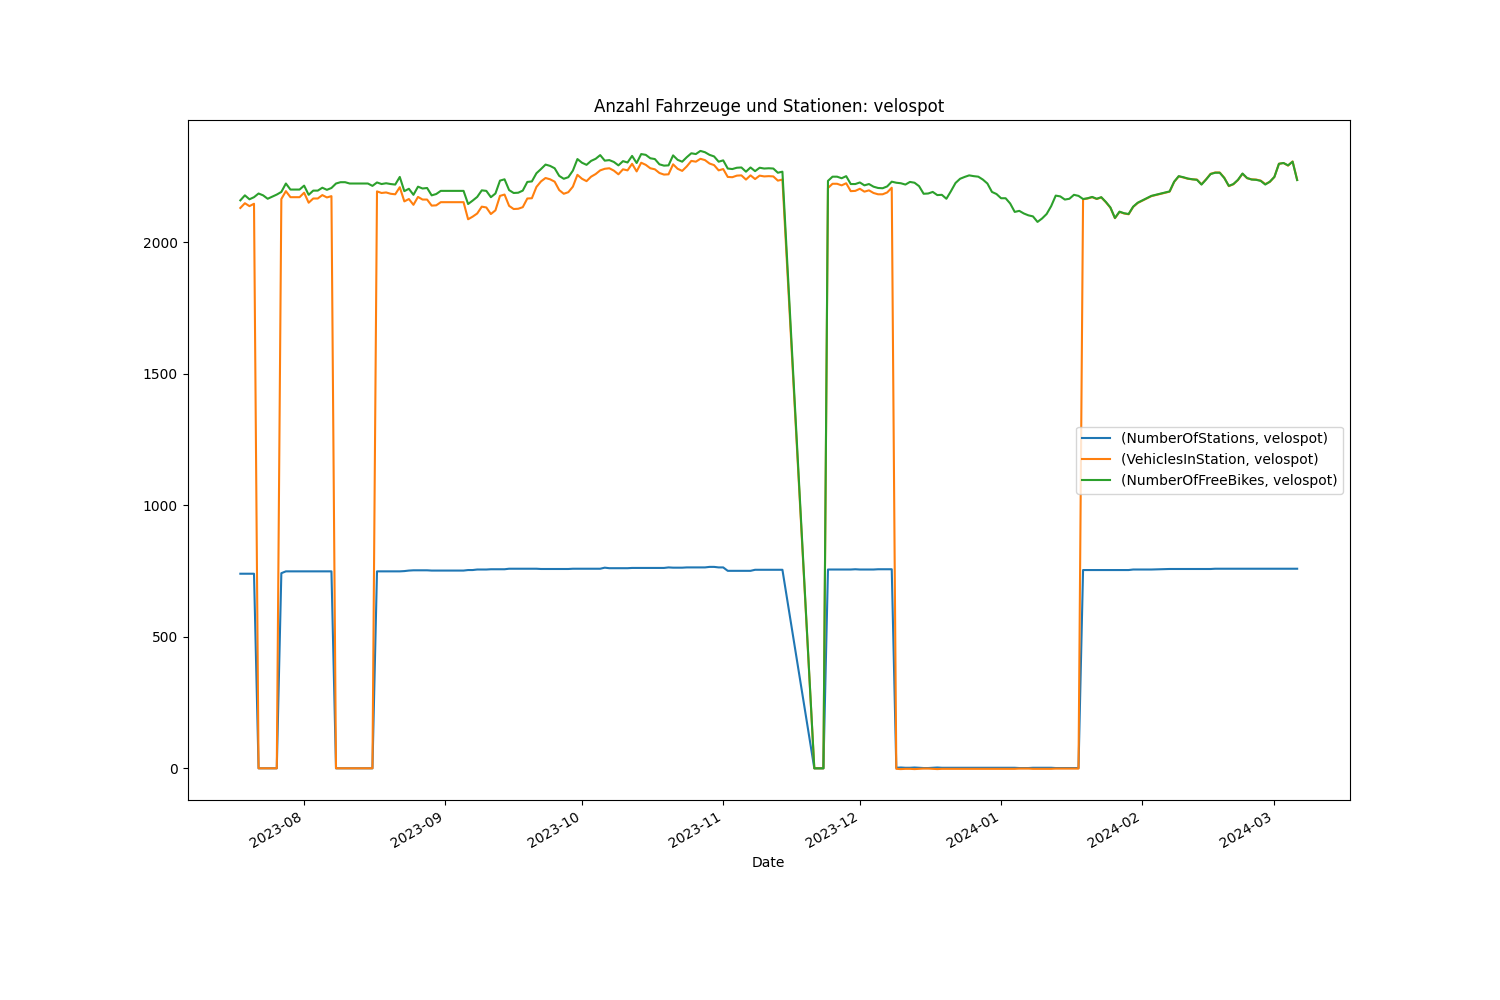 Anzahl Fahrzeuge und Stationen: velospot
2000
1500
1000
500
0
(NumberOfStations, velospot)
(VehiclesInStation, velospot)
(NumberOfFreeBikes, velospot)
2023-08
2023-09
2023-10
2023-11
2023-12
2024-01
2024-02
2024-03
Date